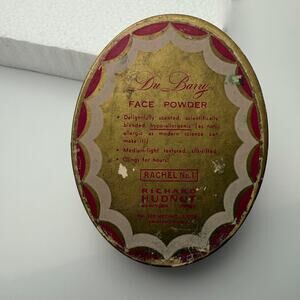 Du Barry
FACE POWDER
• Delightfully scented, scientifically
blended, hypo-allergenic (as non-
allergic as modern science can
make it)!
• Medium-light textured, silk-sifted.
• Clings for hours!
RACHEL No. 1
RICHARD
HUDNUT